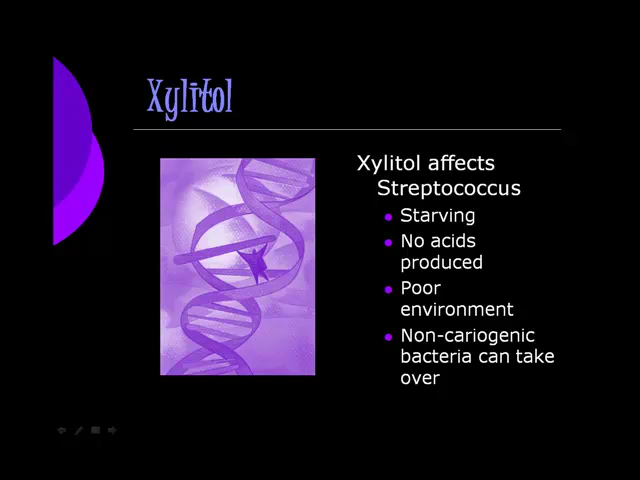 Xylitol
Xylitol affects
Streptococcus
Starving
No acids
produced
Poor
environment
Non-cariogenic
bacteria can take
over